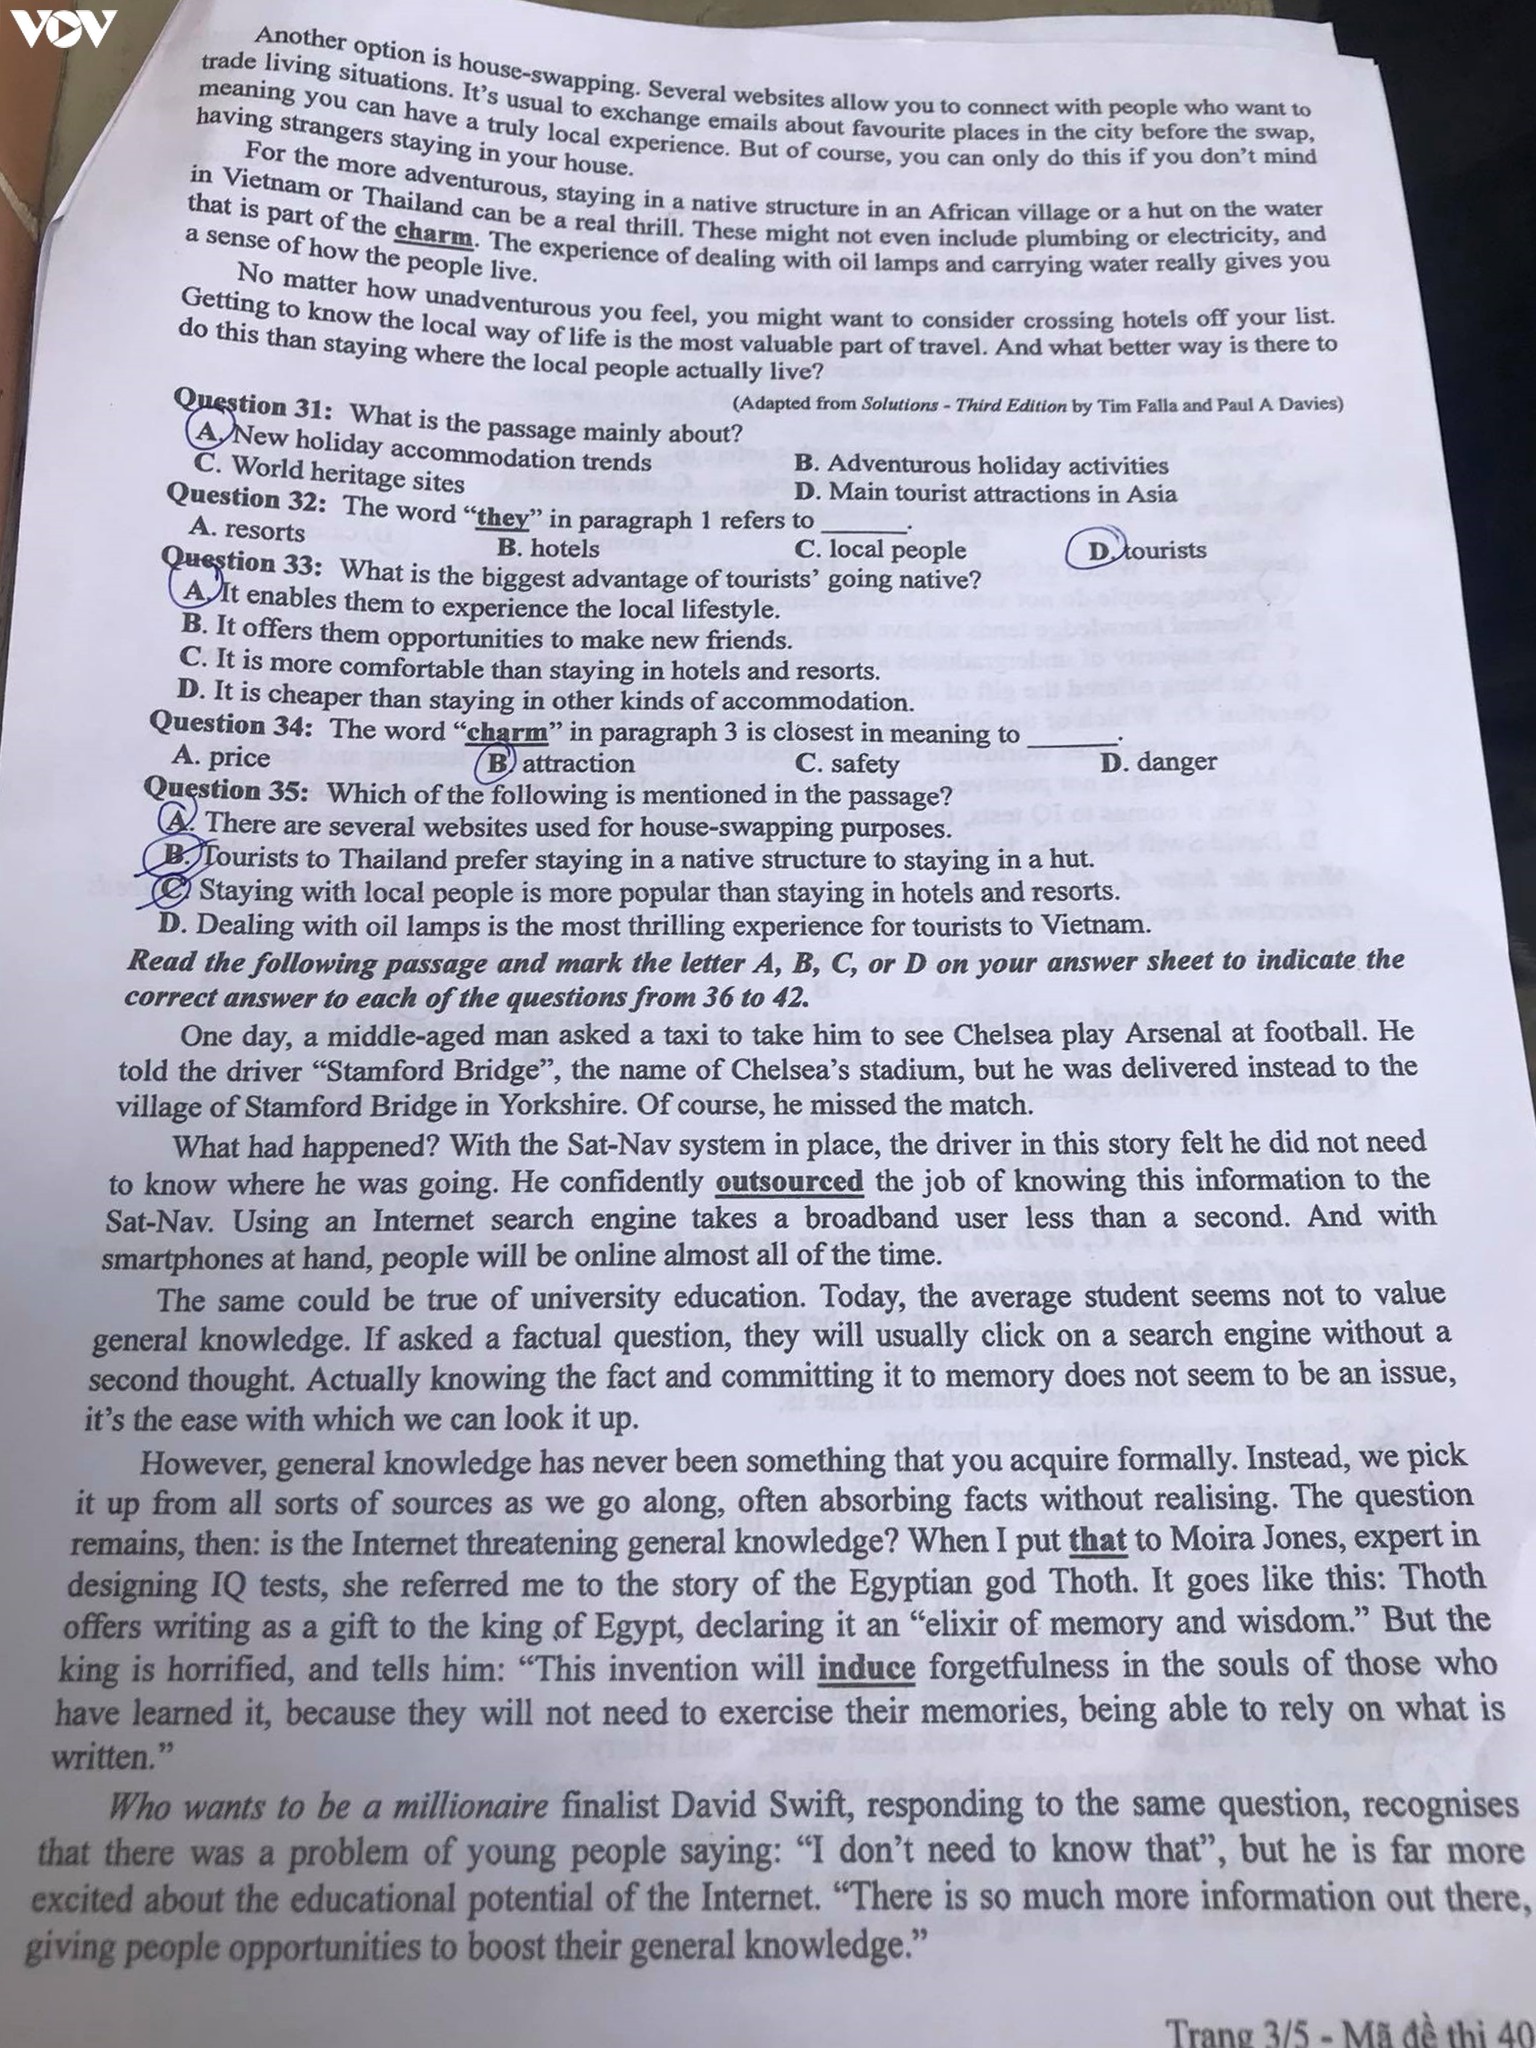 VOV
Another option is house-swapping. Several websites allow you to connect with people who want to
trade living situations. It's usual to exchange emails about favourite places in the city before the swap,
meaning you can have a truly local experience. But of course, you can only do this if you don't mind
having strangers staying in your house.
For the more adventurous, staying in a native structure in an African village or a hut on the water
in Vietnam or Thailand can be a real thrill. These might not even include plumbing or electricity, and
that is part of the charm. The experience of dealing with oil lamps and carrying water really gives you
a sense of how the people live.
No matter how unadventurous you feel, you might want to consider crossing hotels off your list.
Getting to know the local way of life is the most valuable part of travel. And what better way is there to
do this than staying where the local people actually live?
(Adapted from Solutions - Third Edition by Tim Falla and Paul A Davies)
Question 31: What is the passage mainly about?
A. New holiday accommodation trends B. Adventurous holiday activities
C. World heritage sites D. Main tourist attractions in Asia
Question 32: The word “they” in paragraph 1 refers to _______.
A. resorts B. hotels C. local people D. tourists
Question 33: What is the biggest advantage of tourists' going native?
A. It enables them to experience the local lifestyle.
B. It offers them opportunities to make new friends.
C. It is more comfortable than staying in hotels and resorts.
D. It is cheaper than staying in other kinds of accommodation.
Question 34: The word “charm” in paragraph 3 is closest in meaning to _______.
A. price B. attraction C. safety D. danger
Question 35: Which of the following is mentioned in the passage?
A. There are several websites used for house-swapping purposes.
B. Tourists to Thailand prefer staying in a native structure to staying in a hut.
C. Staying with local people is more popular than staying in hotels and resorts.
D. Dealing with oil lamps is the most thrilling experience for tourists to Vietnam.
Read the following passage and mark the letter A, B, C, or D on your answer sheet to indicate the
correct answer to each of the questions from 36 to 42.
One day, a middle-aged man asked a taxi to take him to see Chelsea play Arsenal at football. He
told the driver “Stamford Bridge”, the name of Chelsea's stadium, but he was delivered instead to the
village of Stamford Bridge in Yorkshire. Of course, he missed the match.
What had happened? With the Sat-Nav system in place, the driver in this story felt he did not need
to know where he was going. He confidently outsourced the job of knowing this information to the
Sat-Nav. Using an Internet search engine takes a broadband user less than a second. And with
smartphones at hand, people will be online almost all of the time.
The same could be true of university education. Today, the average student seems not to value
general knowledge. If asked a factual question, they will usually click on a search engine without a
second thought. Actually knowing the fact and committing it to memory does not seem to be an issue,
it's the ease with which we can look it up.
However, general knowledge has never been something that you acquire formally. Instead, we pick
it up from all sorts of sources as we go along, often absorbing facts without realising. The question
remains, then: is the Internet threatening general knowledge? When I put that to Moira Jones, expert in
designing IQ tests, she referred me to the story of the Egyptian god Thoth. It goes like this: Thoth
offers writing as a gift to the king of Egypt, declaring it an “elixir of memory and wisdom.” But the
king is horrified, and tells him: “This invention will induce forgetfulness in the souls of those who
have learned it, because they will not need to exercise their memories, being able to rely on what is
written.”
Who wants to be a millionaire finalist David Swift, responding to the same question, recognises
that there was a problem of young people saying: “I don't need to know that”, but he is far more
excited about the educational potential of the Internet. “There is so much more information out there,
giving people opportunities to boost their general knowledge.”
Trang 3/5 - Mã đề thi 40